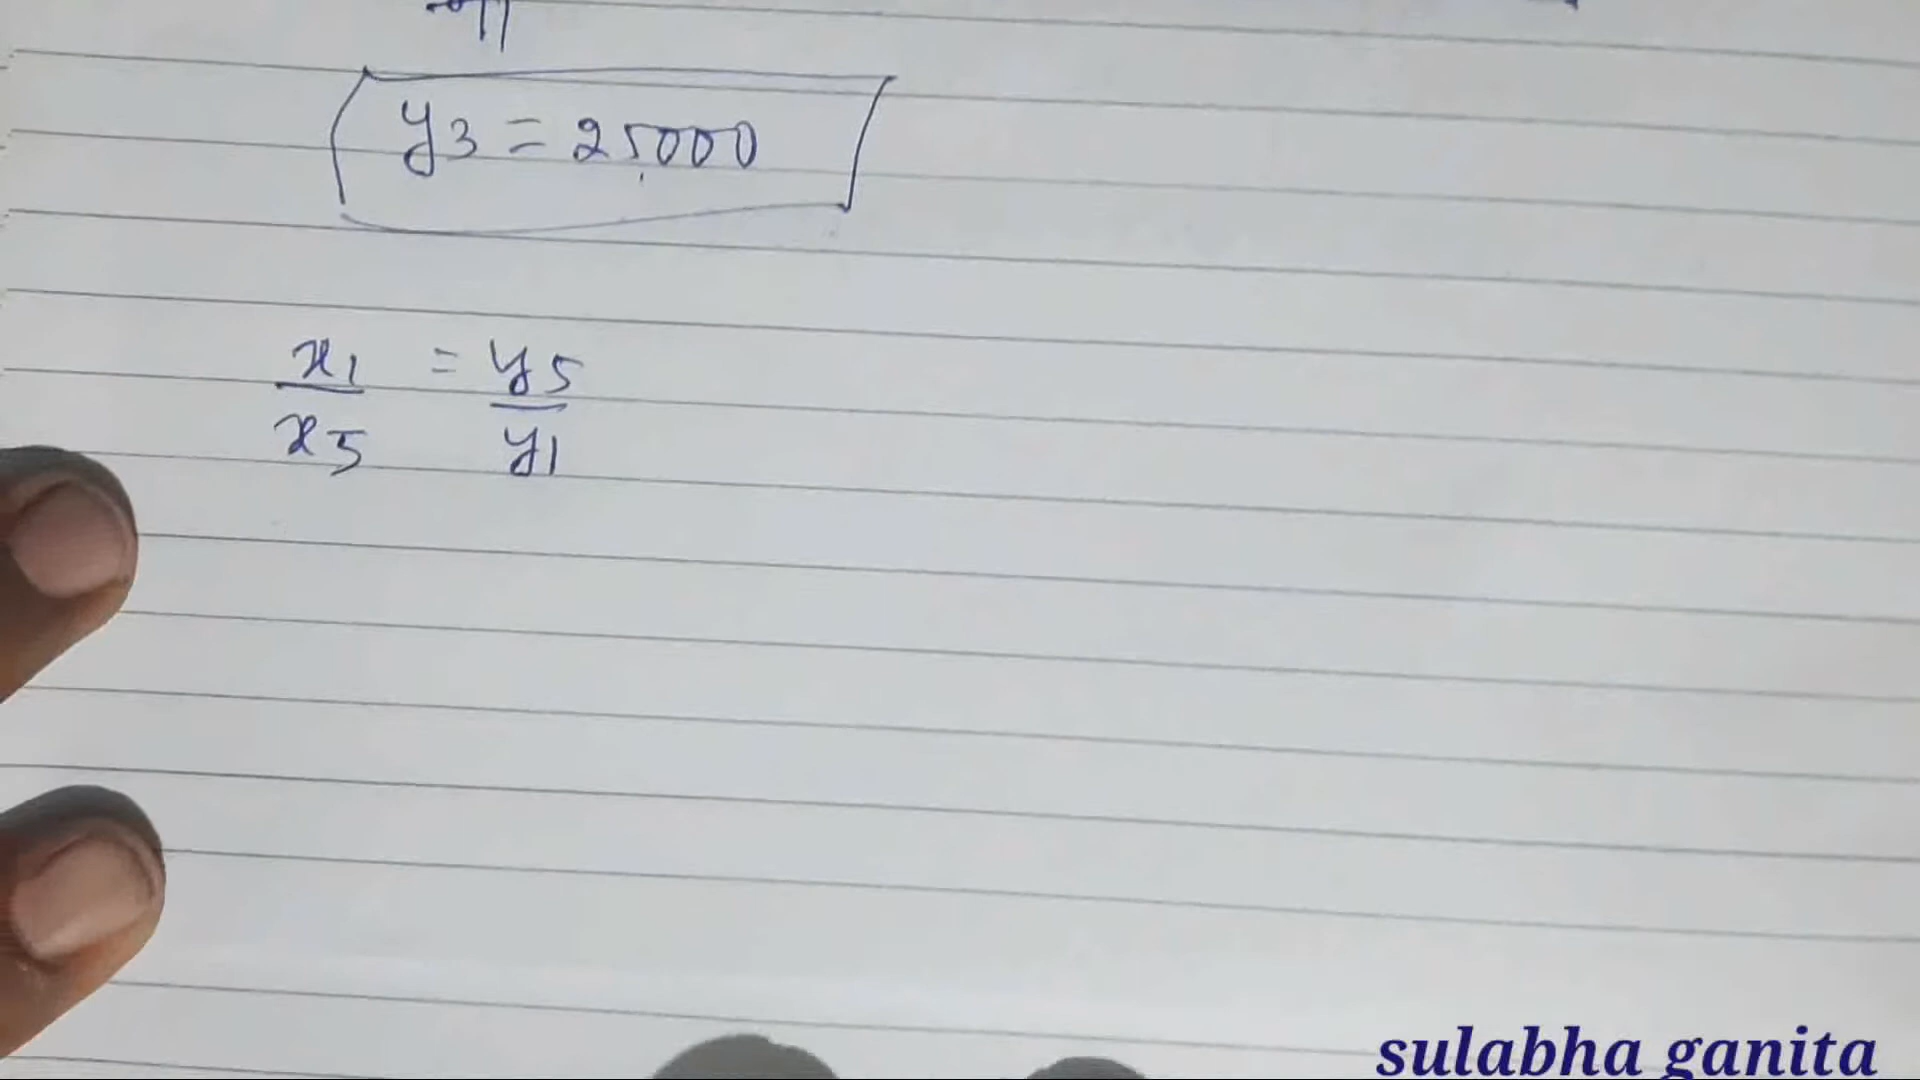 y3 = 25000
x1 = y5
x5 y1
sulabha ganita